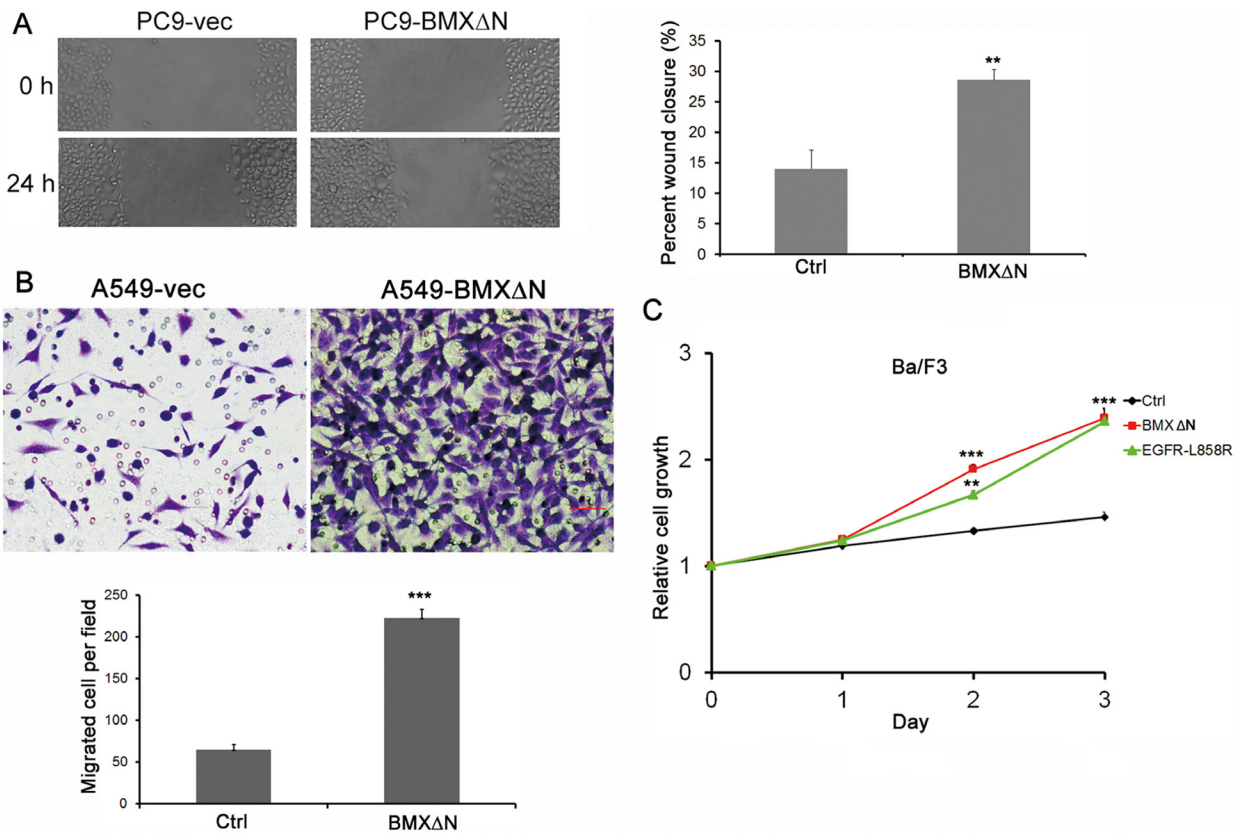 A
PC9-vec
PC9-BMXΔN
0 h
24 h
Percent wound closure (%)
35
30
25
20
15
10
5
0
**
Ctrl
BMXΔN
B
A549-vec
A549-BMXΔN
Migrated cell per field
250
200
150
100
50
0
***
Ctrl
BMXΔN
C
Ba/F3
Relative cell growth
3
2
1
0
***
**
***
Ctrl
BMXΔN
EGFR-L858R
0 1 2 3
Day